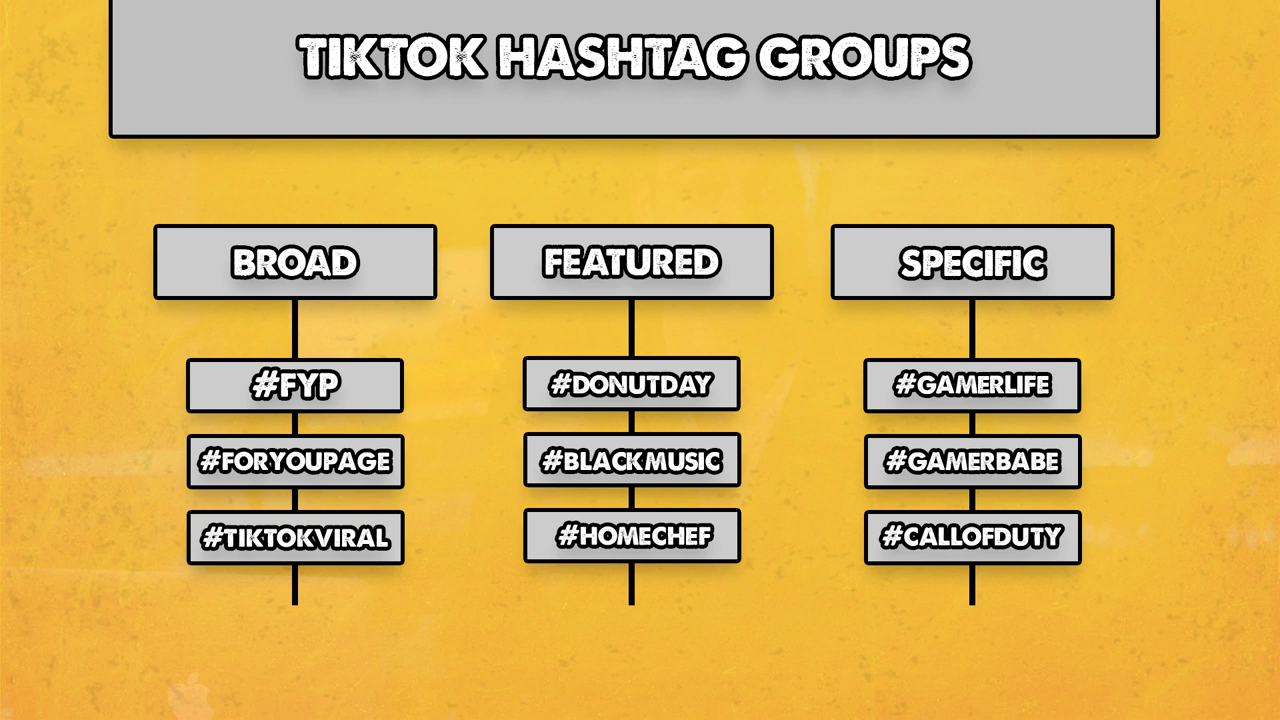 TIKTOK HASHTAG GROUPS
BROAD
#FYP
#FORYOUPAGE
#TIKTOKVIRAL
FEATURED
#DONUTDAY
#BLACKMUSIC
#HOMECHEF
SPECIFIC
#GAMERLIFE
#GAMERBABE
#CALLOFDUTY